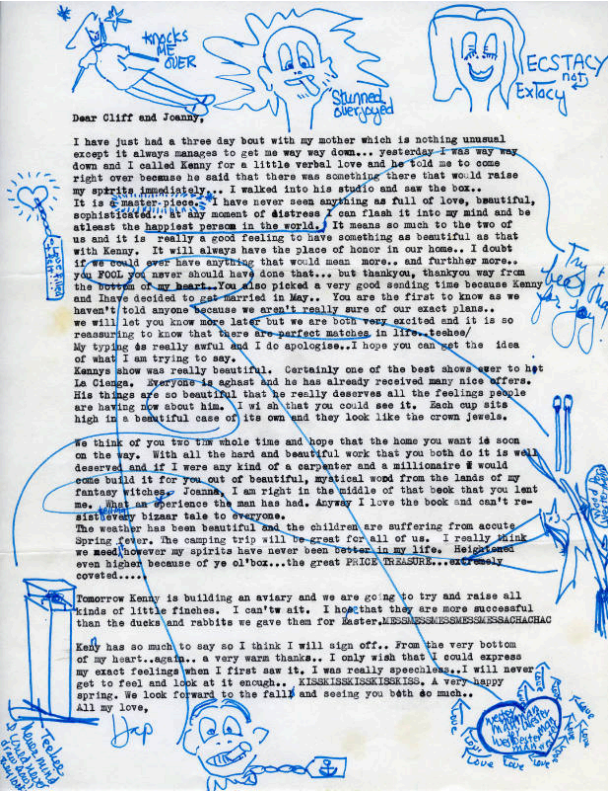 KNOCKS
ME
OVER
Stunned
overjoyed
ECSTACY
not
EXTACY
Dear Cliff and Joanny,
I have just had a three day bout with my mother which is nothing unusual
except it always manages to get me way way down... yesterday I was way way
down and I called Kenny for a little verbal love and he told me to come
right over because he said that there was something there that would raise
my spirits immediately... I walked into his studio and saw the box..
It is a master-piece. I have never seen anything as full of love, beautiful,
sophisticated.. at any moment of distress I can flash it into my mind and be
atleast the happiest person in the world. It means so much to the two of
us and it is really a good feeling to have something as beautiful as that
with Kenny. It will always have the place of honor in our home.. I doubt
if we could ever have anything that would mean more.. and furthher more..
you FOOL you never should have done that... but thankyou, thankyou way from
the bottom of my heart..You also picked a very good sending time because Kenny
and Ihave decided to get married in May.. You are the first to know as we
haven't told anyone because we aren't really sure of our exact plans..
we will let you know more later but we are both very excited and it is so
reassuring to know that there are perfect matches in life..teehee/
My typing is really awful and I do apologise..I hope you can get the idea
of what I am trying to say.
Kennys show was really beautiful. Certainly one of the best shows ever to hit
La Cienga. Everyone is aghast and he has already received many nice offers.
His things are so beautiful that he really deserves all the feelings people
are having now about him. I wi sh that you could see it. Each cup sits
high in a beautiful case of its own and they look like the crown jewels.
We think of you two thw whole time and hope that the home you want is soon
on the way. With all the hard and beautiful work that you both do it is well
deserved and if I were any kind of a carpenter and a millionaire I would
come build it for you out of beautiful, mystical wood from the lands of my
fantasy witches. Joanna, I am right in the middle of that book that you lent
me. What an experience the man has had. Anyway I love the book and can't re-
sist every bizaar tale to everyone.
The weather has been beautiful and the children are suffering from accute
Spring fever. The camping trip will be great for all of us. I really think
we need, however my spirits have never been better in my life. Heightened
even higher because of ye ol'box...the great PRICE TREASURE...extremely
coveted.....
Tomorrow Kenny is building an aviary and we are going to try and raise all
kinds of little finches. I can'tw ait. I hope that they are more successful
than the ducks and rabbits we gave them for Easter.MESSMESSMESSMESSMESSACHACHAC
Keny has so much to say so I think I will sign off.. From the very bottom
of my heart..again.. a very warm thanks.. I only wish that I could express
my exact feelings when I first saw it. I was really speechless..I will never
get to feel and look at it enough.. KISSKISSKISSKISSKISS. A very happy
spring. We look forward to the falll and seeing you both so much..
All my love,
for joy!
Teehee
never mind
I could never
Love
Love
Love
Love
Love